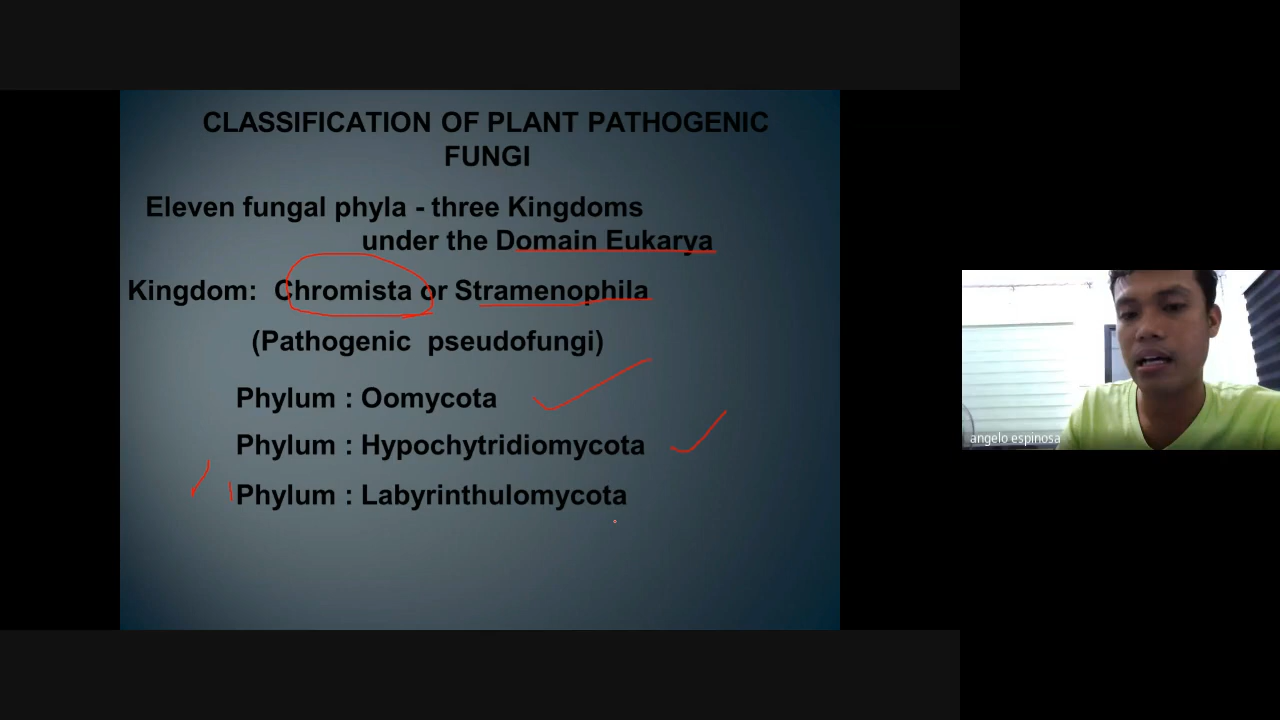 CLASSIFICATION OF PLANT PATHOGENIC
FUNGI
Eleven fungal phyla - three Kingdoms
under the Domain Eukarya
Kingdom: Chromista or Stramenophila
(Pathogenic pseudofungi)
Phylum : Oomycota
Phylum : Hypochytridiomycota
Phylum : Labyrinthulomycota
angelo espinosa